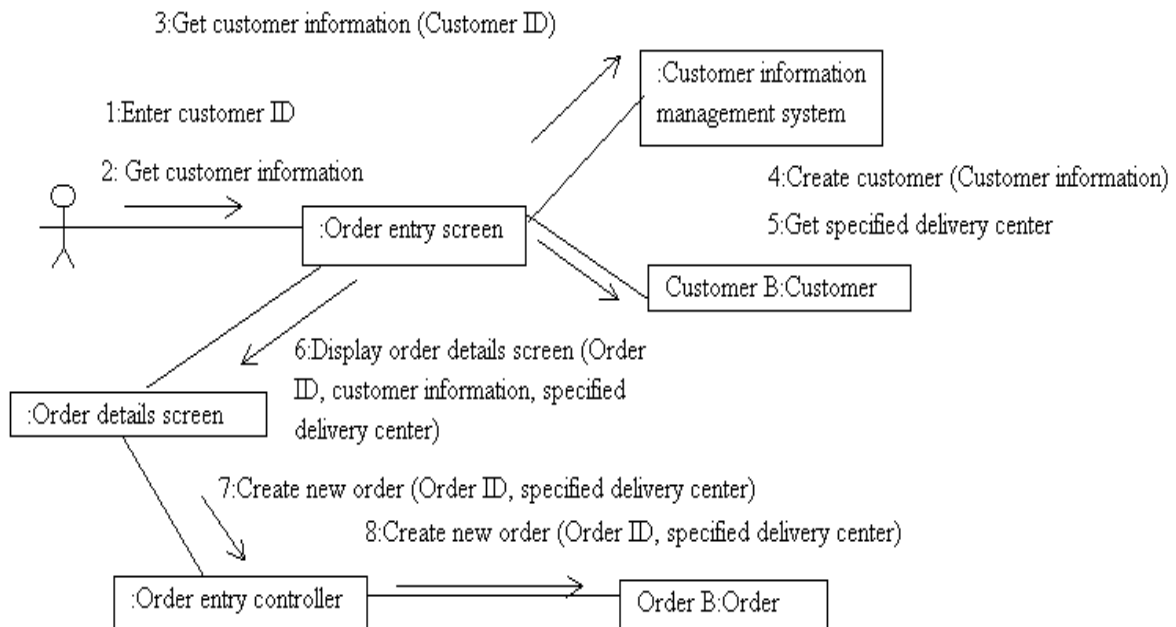 3:Get customer information (Customer ID)
:Customer information
management system
1:Enter customer ID
2: Get customer information
4:Create customer (Customer information)
5:Get specified delivery center
:Order entry screen
Customer B:Customer
6:Display order details screen (Order
ID, customer information, specified
delivery center)
:Order details screen
7:Create new order (Order ID, specified delivery center)
8:Create new order (Order ID, specified delivery center)
:Order entry controller
Order B:Order